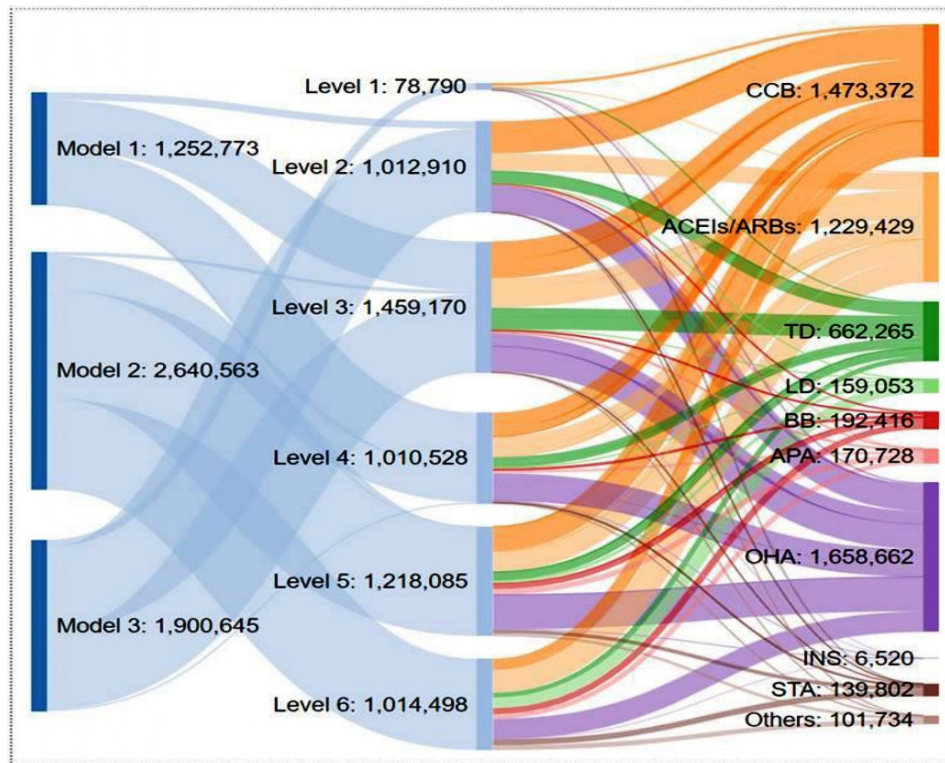 Model 1: 1,252,773
Model 2: 2,640,563
Model 3: 1,900,645
Level 1: 78,790
Level 2: 1,012,910
Level 3: 1,459,170
Level 4: 1,010,528
Level 5: 1,218,085
Level 6: 1,014,498
CCB: 1,473,372
ACEIs/ARBs: 1,229,429
TD: 662,265
LD: 159,053
BB: 192,416
APA: 170,728
OHA: 1,658,662
INS: 6,520
STA: 139,802
Others: 101,734